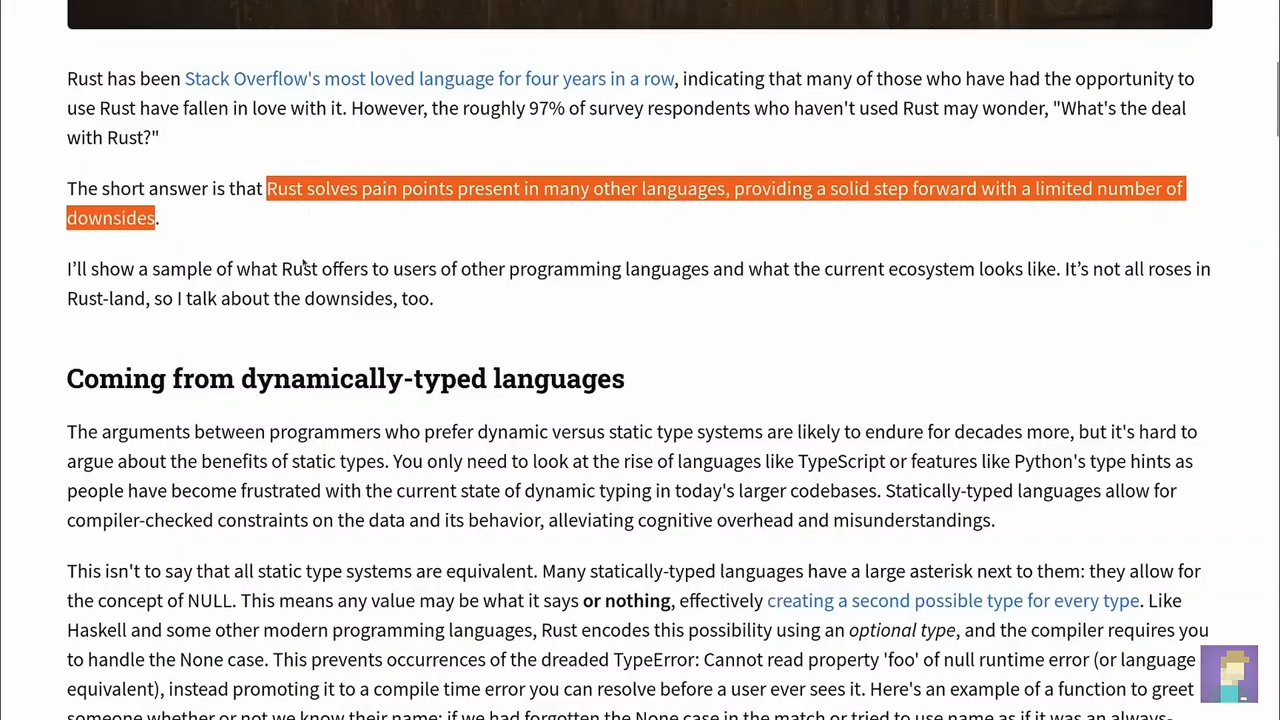 Rust has been Stack Overflow's most loved language for four years in a row, indicating that many of those who have had the opportunity to
use Rust have fallen in love with it. However, the roughly 97% of survey respondents who haven't used Rust may wonder, "What's the deal
with Rust?"
The short answer is that Rust solves pain points present in many other languages, providing a solid step forward with a limited number of
downsides.
I’ll show a sample of what Rust offers to users of other programming languages and what the current ecosystem looks like. It’s not all roses in
Rust-land, so I talk about the downsides, too.
Coming from dynamically-typed languages
The arguments between programmers who prefer dynamic versus static type systems are likely to endure for decades more, but it's hard to
argue about the benefits of static types. You only need to look at the rise of languages like TypeScript or features like Python's type hints as
people have become frustrated with the current state of dynamic typing in today's larger codebases. Statically-typed languages allow for
compiler-checked constraints on the data and its behavior, alleviating cognitive overhead and misunderstandings.
This isn't to say that all static type systems are equivalent. Many statically-typed languages have a large asterisk next to them: they allow for
the concept of NULL. This means any value may be what it says or nothing, effectively creating a second possible type for every type. Like
Haskell and some other modern programming languages, Rust encodes this possibility using an optional type, and the compiler requires you
to handle the None case. This prevents occurrences of the dreaded TypeError: Cannot read property 'foo' of null runtime error (or language
equivalent), instead promoting it to a compile time error you can resolve before a user ever sees it. Here's an example of a function to greet
someone whether or not we know their name; if we had forgotten the None case in the match or tried to use name as if it was an always-